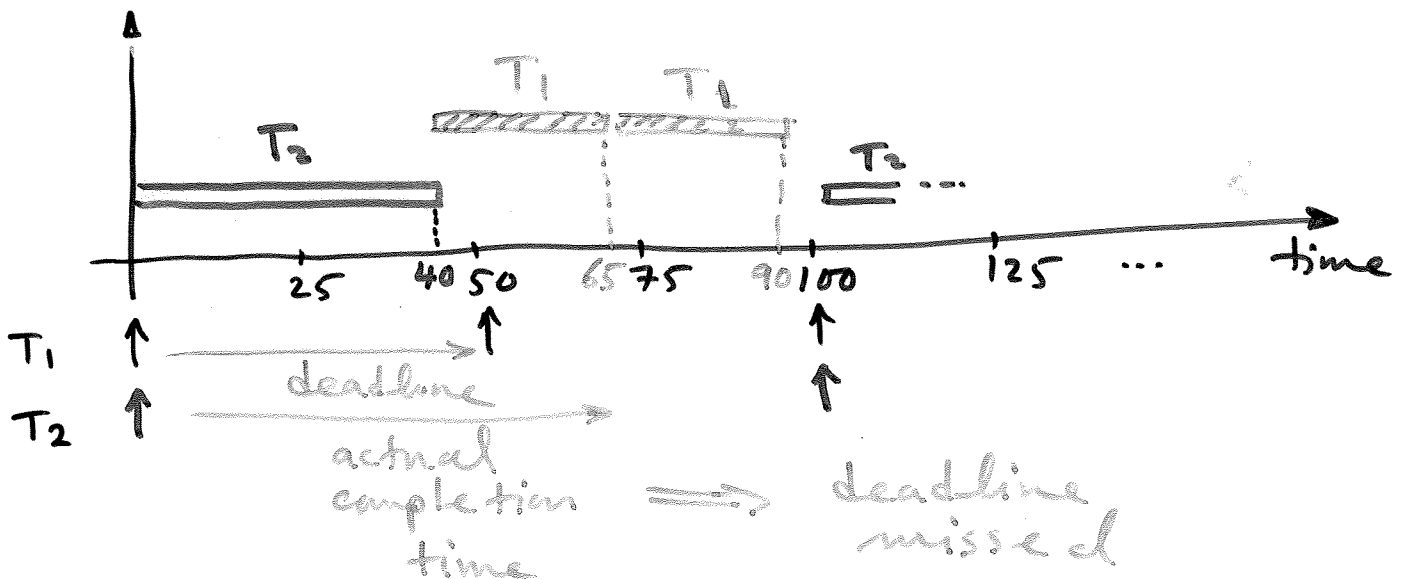 T1 T1
T2 T2 ...
25 40 50 65 75 90 100 125 ... time
T1
deadline
T2
actual
completion ⟹ deadline
time missed